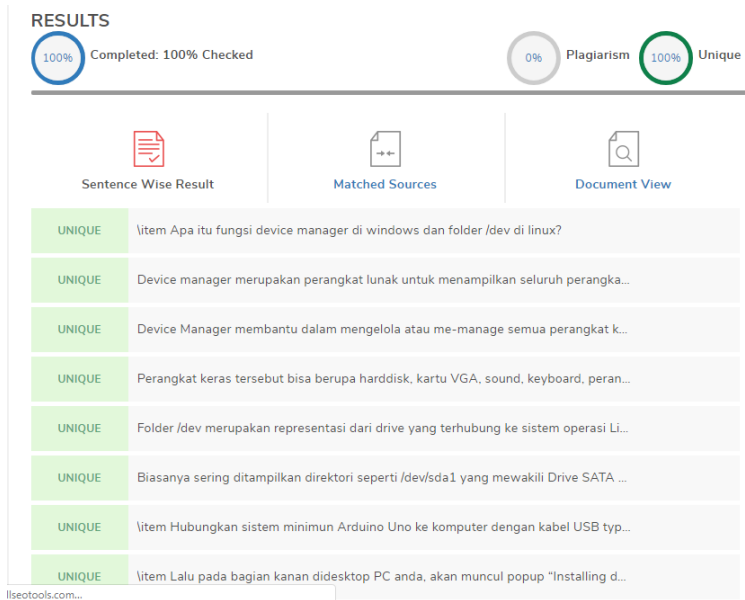 RESULTS
100% Completed: 100% Checked 0% Plagiarism 100% Unique
Sentence Wise Result Matched Sources Document View
UNIQUE \item Apa itu fungsi device manager di windows dan folder /dev di linux?
UNIQUE Device manager merupakan perangkat lunak untuk menampilkan seluruh perangka...
UNIQUE Device Manager membantu dalam mengelola atau me-manage semua perangkat k...
UNIQUE Perangkat keras tersebut bisa berupa harddisk, kartu VGA, sound, keyboard, peran...
UNIQUE Folder /dev merupakan representasi dari drive yang terhubung ke sistem operasi Li...
UNIQUE Biasanya sering ditampilkan direktori seperti /dev/sda1 yang mewakili Drive SATA ...
UNIQUE \item Hubungkan sistem minimun Arduino Uno ke komputer dengan kabel USB typ...
UNIQUE \item Lalu pada bagian kanan didesktop PC anda, akan muncul popup “Installing d...
llseotools.com...